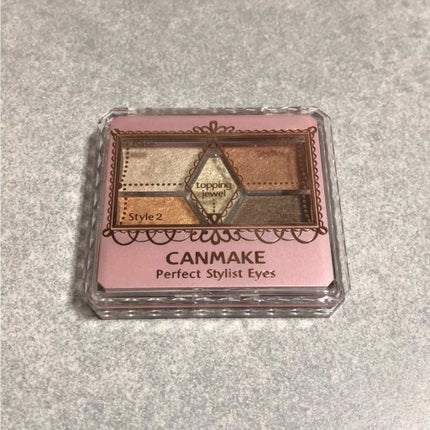 Topping
jewel
Style 2
CANMAKE
Perfect Stylist Eyes